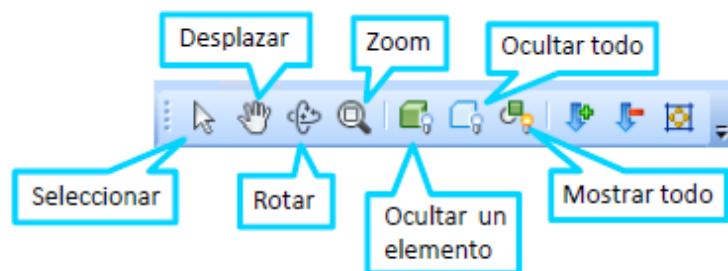 Desplazar
Zoom
Ocultar todo
Seleccionar
Rotar
Ocultar un
elemento
Mostrar todo